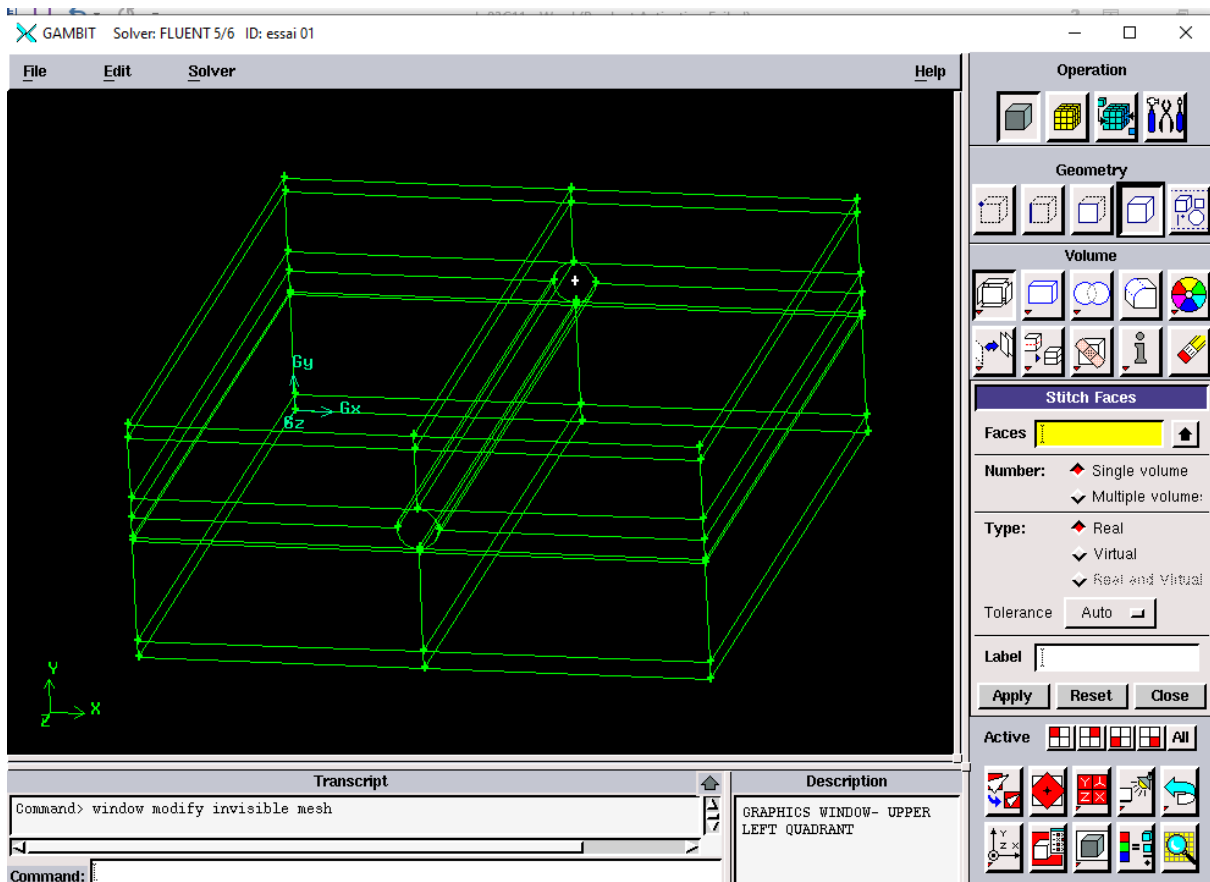 GAMBIT Solver: FLUENT 5/6 ID: essai 01
File Edit Solver Help
Operation
Geometry
Volume
Stitch Faces
Faces
Number: Single volume
Multiple volume:
Type: Real
Virtual
Real and Virtual
Tolerance Auto
Label
Apply Reset Close
Active All
Gy
Gx
Gz
Y
X
Z
Transcript
Command> window modify invisible mesh
Command:
Description
GRAPHICS WINDOW- UPPER
LEFT QUADRANT